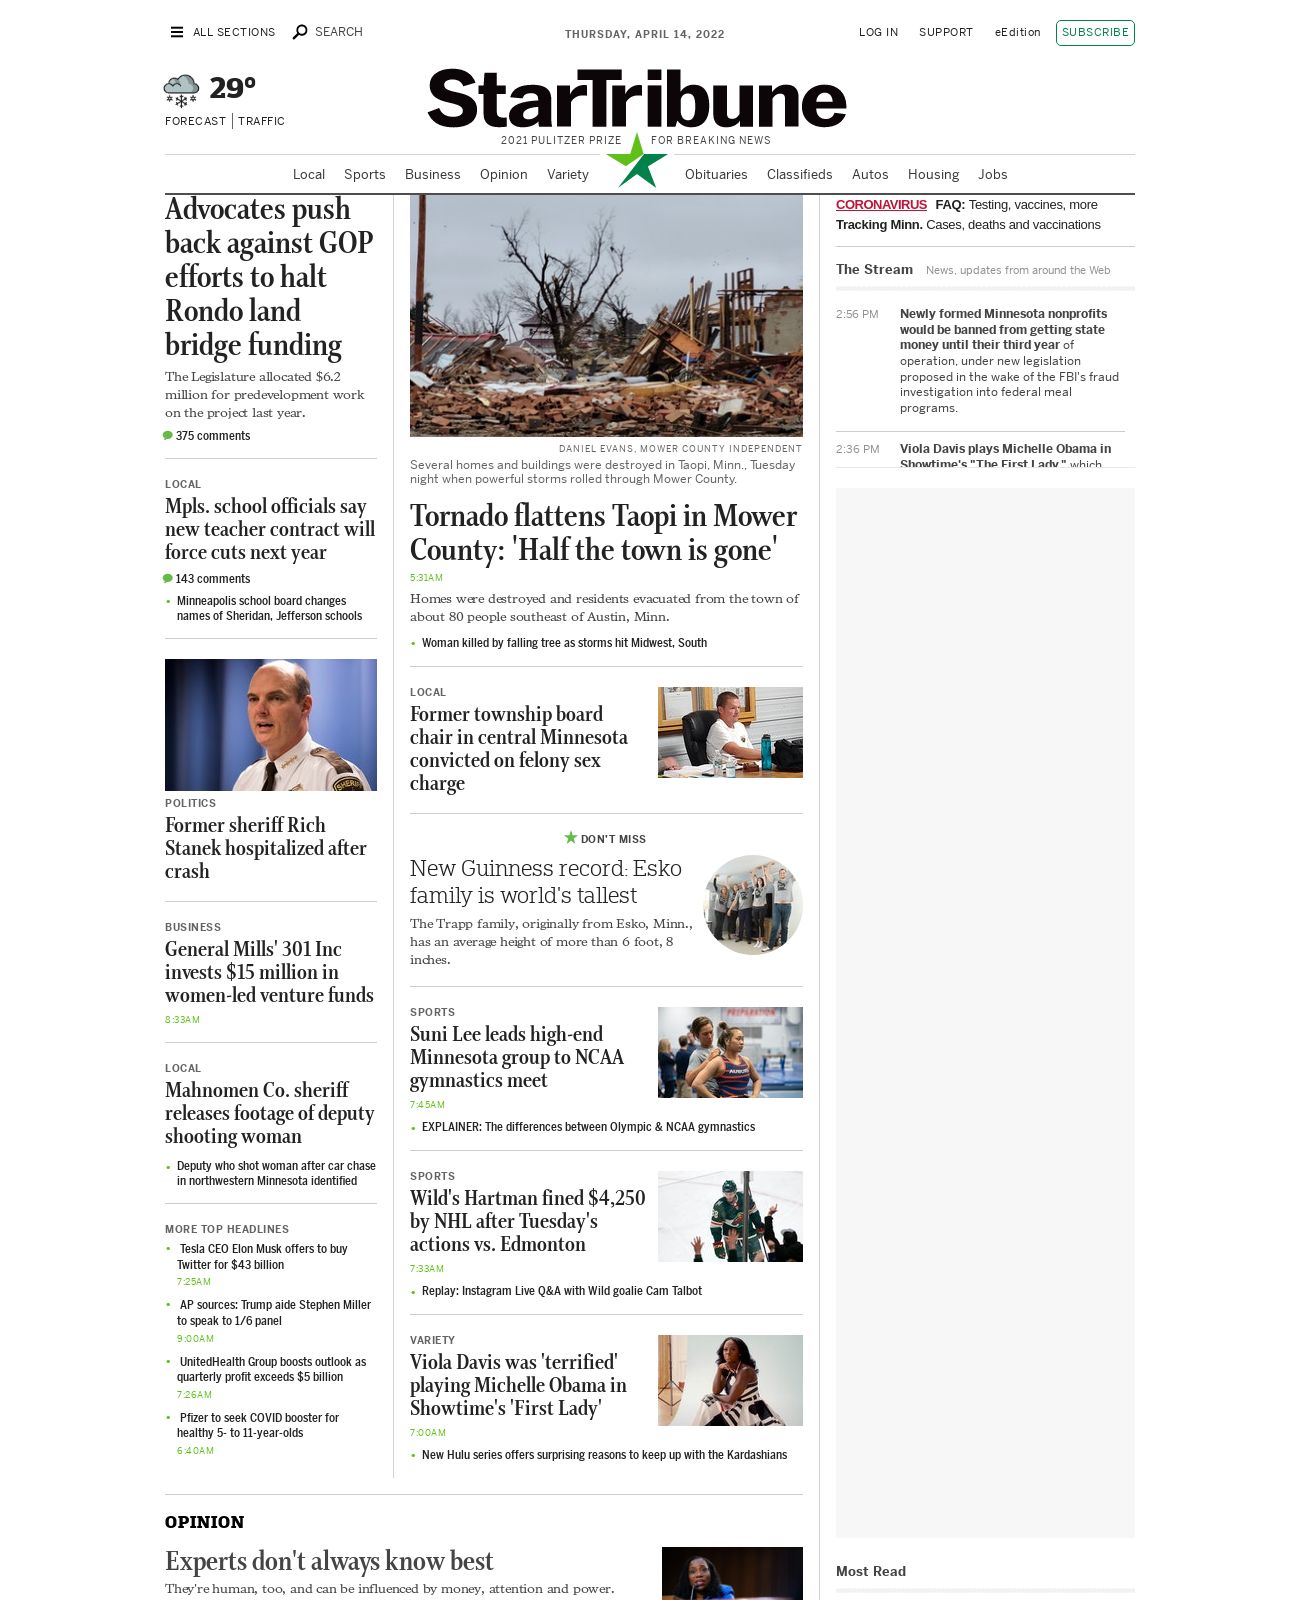 ALL SECTIONS
SEARCH
THURSDAY, APRIL 14, 2022
LOG IN
SUPPORT
eEdition
SUBSCRIBE
29°
FORECAST
TRAFFIC
StarTribune
2021 PULITZER PRIZE
FOR BREAKING NEWS
Local
Sports
Business
Opinion
Variety
Obituaries
Classifieds
Autos
Housing
Jobs
Advocates push
back against GOP
efforts to halt
Rondo land
bridge funding
The Legislature allocated $6.2
million for predevelopment work
on the project last year.
375 comments
LOCAL
Mpls. school officials say
new teacher contract will
force cuts next year
143 comments
Minneapolis school board changes
names of Sheridan, Jefferson schools
SHERIFF
POLITICS
Former sheriff Rich
Stanek hospitalized after
crash
BUSINESS
General Mills' 301 Inc
invests $15 million in
women-led venture funds
8:33AM
LOCAL
Mahnomen Co. sheriff
releases footage of deputy
shooting woman
Deputy who shot woman after car chase
in northwestern Minnesota identified
MORE TOP HEADLINES
Tesla CEO Elon Musk offers to buy
Twitter for $43 billion
7:25AM
AP sources: Trump aide Stephen Miller
to speak to 1/6 panel
9:00AM
UnitedHealth Group boosts outlook as
quarterly profit exceeds $5 billion
7:26AM
Pfizer to seek COVID booster for
healthy 5- to 11-year-olds
6:40AM
DANIEL EVANS, MOWER COUNTY INDEPENDENT
Several homes and buildings were destroyed in Taopi, Minn., Tuesday
night when powerful storms rolled through Mower County.
Tornado flattens Taopi in Mower
County: 'Half the town is gone'
5:31AM
Homes were destroyed and residents evacuated from the town of
about 80 people southeast of Austin, Minn.
Woman killed by falling tree as storms hit Midwest, South
LOCAL
Former township board
chair in central Minnesota
convicted on felony sex
charge
DON'T MISS
New Guinness record: Esko
family is world's tallest
The Trapp family, originally from Esko, Minn.,
has an average height of more than 6 foot, 8
inches.
SPORTS
Suni Lee leads high-end
Minnesota group to NCAA
gymnastics meet
7:45AM
PREPARATION
AUBURN
EXPLAINER: The differences between Olympic & NCAA gymnastics
SPORTS
Wild's Hartman fined $4,250
by NHL after Tuesday's
actions vs. Edmonton
7:33AM
Replay: Instagram Live Q&A with Wild goalie Cam Talbot
VARIETY
Viola Davis was 'terrified'
playing Michelle Obama in
Showtime's 'First Lady'
7:00AM
New Hulu series offers surprising reasons to keep up with the Kardashians
CORONAVIRUS FAQ: Testing, vaccines, more
Tracking Minn. Cases, deaths and vaccinations
The Stream News, updates from around the Web
2:56 PM
Newly formed Minnesota nonprofits
would be banned from getting state
money until their third year of
operation, under new legislation
proposed in the wake of the FBI's fraud
investigation into federal meal
programs.
2:36 PM
Viola Davis plays Michelle Obama in
Showtime's "The First Lady," which
Most Read
OPINION
Experts don't always know best
They're human, too, and can be influenced by money, attention and power.